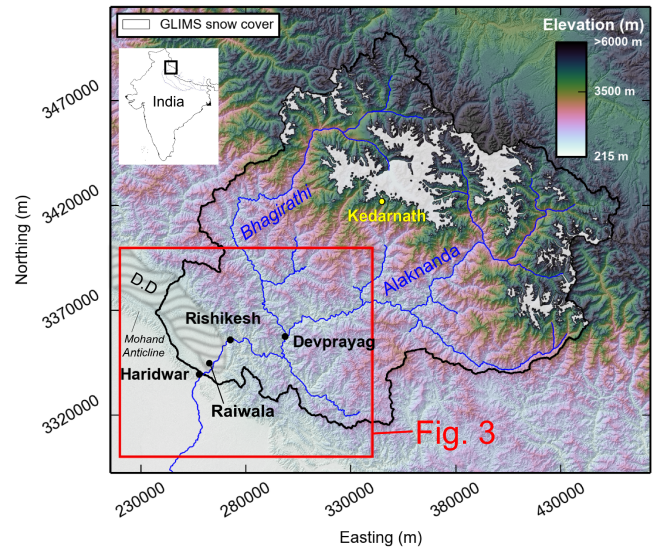 GLIMS snow cover
Elevation (m)
>6000 m
3500 m
215 m
India
3470000
3420000
3370000
3320000
Northing (m)
Bhagirathi
Kedarnath
Alaknanda
D.D
Rishikesh
Mohand
Anticline
Devprayag
Haridwar
Raiwala
Fig. 3
230000
280000
330000
380000
430000
Easting (m)